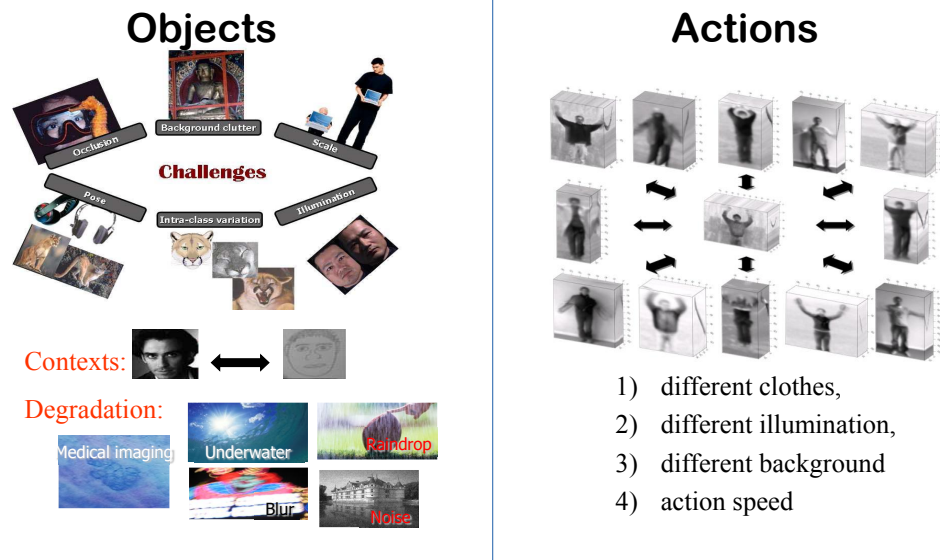 Objects
Background clutter
Occlusion
Scale
Challenges
Pose
Intra-class variation
Illumination
Contexts:
Degradation:
Medical imaging
Underwater
Raindrop
Blur
Noise
Actions
1) different clothes,
2) different illumination,
3) different background
4) action speed